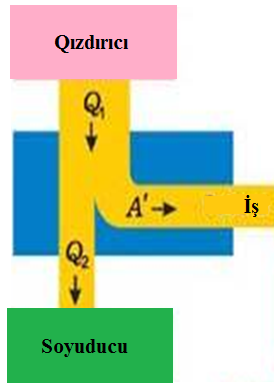 Qızdırıcı
Q₁
A' İş
Q₂
Soyuducu